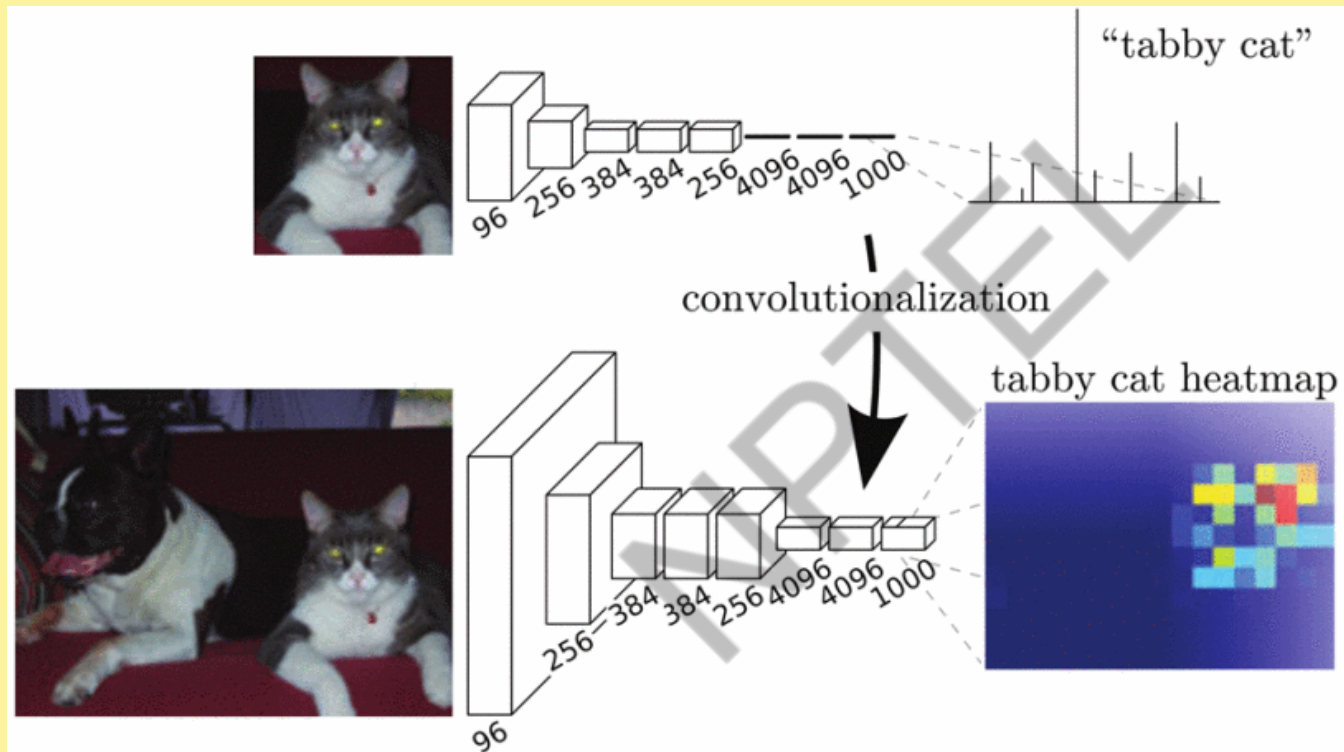 “tabby cat”
96 256 384 384 256 4096 4096 1000
convolutionalization
tabby cat heatmap
96 256 384 384 256 4096 4096 1000
NPTEL